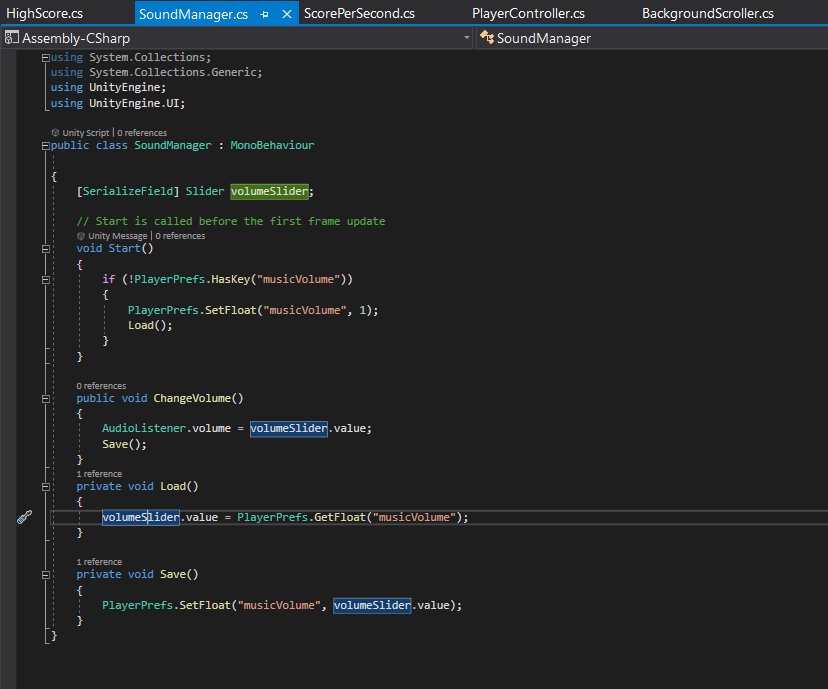 HighScore.cs SoundManager.cs ScorePerSecond.cs PlayerController.cs BackgroundScroller.cs
Assembly-CSharp SoundManager
using System.Collections;
using System.Collections.Generic;
using UnityEngine;
using UnityEngine.UI;
Unity Script | 0 references
public class SoundManager : MonoBehaviour
{
[SerializeField] Slider volumeSlider;
// Start is called before the first frame update
Unity Message | 0 references
void Start()
{
if (!PlayerPrefs.HasKey("musicVolume"))
{
PlayerPrefs.SetFloat("musicVolume", 1);
Load();
}
}
0 references
public void ChangeVolume()
{
AudioListener.volume = volumeSlider.value;
Save();
}
1 reference
private void Load()
{
volumeSlider.value = PlayerPrefs.GetFloat("musicVolume");
}
1 reference
private void Save()
{
PlayerPrefs.SetFloat("musicVolume", volumeSlider.value);
}
}